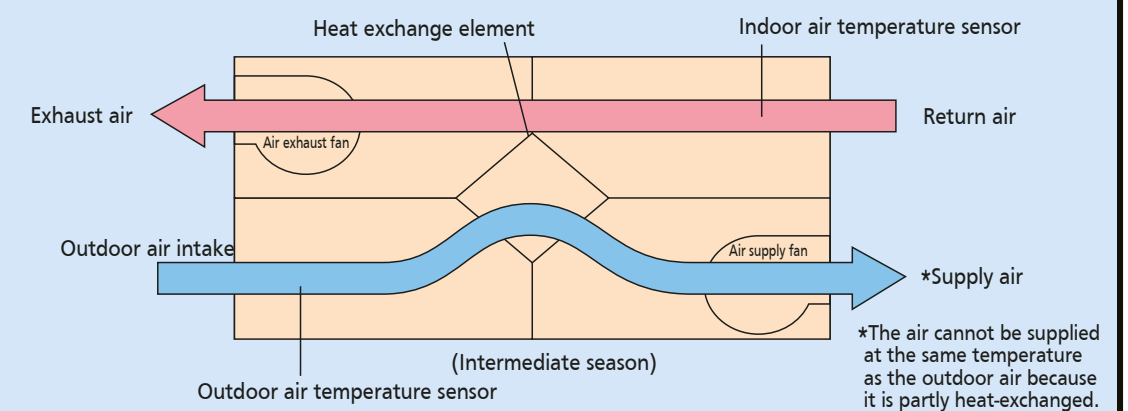 Heat exchange element
Indoor air temperature sensor
Exhaust air
Return air
Air exhaust fan
Outdoor air intake
Air supply fan
*Supply air
*The air cannot be supplied
at the same temperature
as the outdoor air because
it is partly heat-exchanged.
(Intermediate season)
Outdoor air temperature sensor